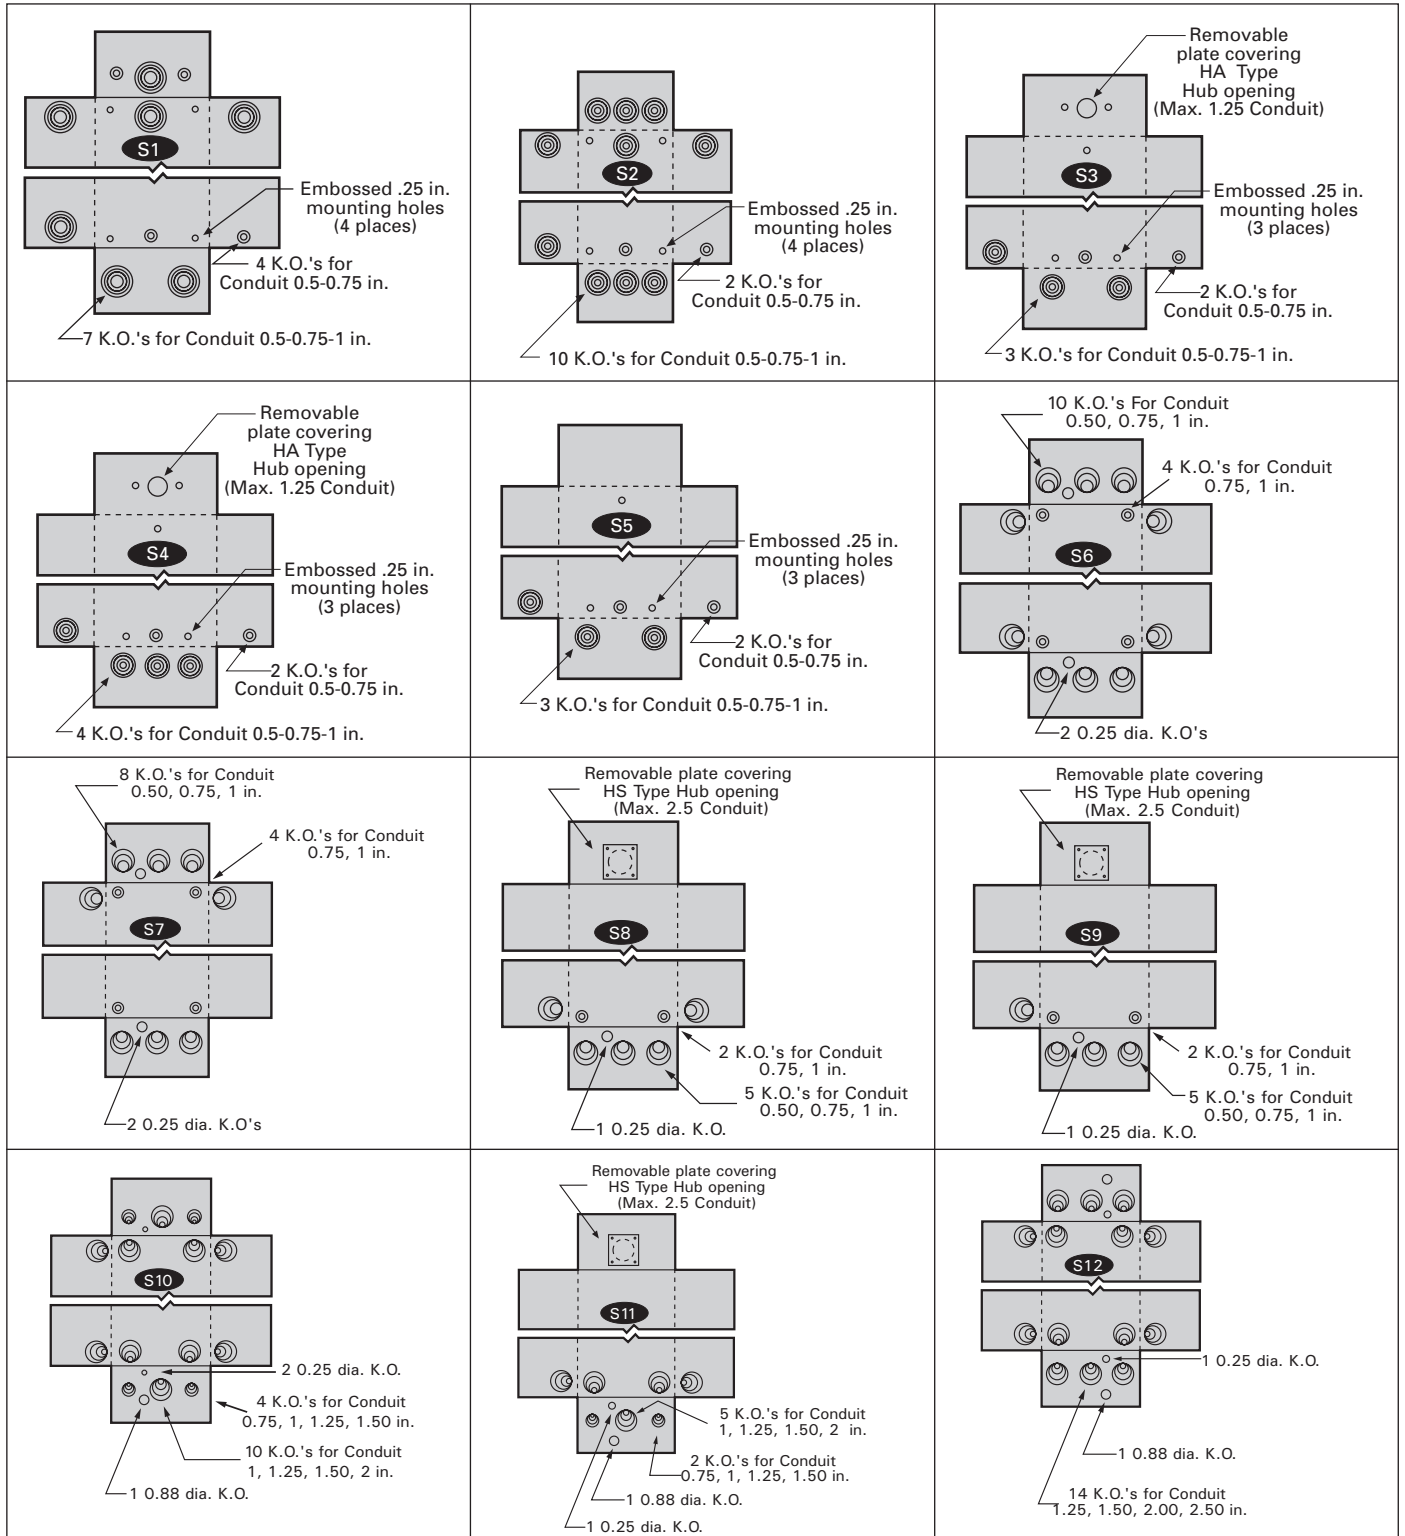 S1
Embossed .25 in.
mounting holes
(4 places)
4 K.O.'s for
Conduit 0.5-0.75 in.
7 K.O.'s for Conduit 0.5-0.75-1 in.
S2
Embossed .25 in.
mounting holes
(4 places)
2 K.O.'s for
Conduit 0.5-0.75 in.
10 K.O.'s for Conduit 0.5-0.75-1 in.
Removable
plate covering
HA Type
Hub opening
(Max. 1.25 Conduit)
S3
Embossed .25 in.
mounting holes
(3 places)
2 K.O.'s for
Conduit 0.5-0.75 in.
3 K.O.'s for Conduit 0.5-0.75-1 in.
Removable
plate covering
HA Type
Hub opening
(Max. 1.25 Conduit)
S4
Embossed .25 in.
mounting holes
(3 places)
2 K.O.'s for
Conduit 0.5-0.75 in.
4 K.O.'s for Conduit 0.5-0.75-1 in.
S5
Embossed .25 in.
mounting holes
(3 places)
2 K.O.'s for
Conduit 0.5-0.75 in.
3 K.O.'s for Conduit 0.5-0.75-1 in.
10 K.O.'s For Conduit
0.50, 0.75, 1 in.
4 K.O.'s for Conduit
0.75, 1 in.
S6
2 0.25 dia. K.O's
8 K.O.'s for Conduit
0.50, 0.75, 1 in.
4 K.O.'s for Conduit
0.75, 1 in.
S7
2 0.25 dia. K.O's
Removable plate covering
HS Type Hub opening
(Max. 2.5 Conduit)
S8
2 K.O.'s for Conduit
0.75, 1 in.
5 K.O.'s for Conduit
0.50, 0.75, 1 in.
1 0.25 dia. K.O.
Removable plate covering
HS Type Hub opening
(Max. 2.5 Conduit)
S9
2 K.O.'s for Conduit
0.75, 1 in.
5 K.O.'s for Conduit
0.50, 0.75, 1 in.
1 0.25 dia. K.O.
S10
2 0.25 dia. K.O.
4 K.O.'s for Conduit
0.75, 1, 1.25, 1.50 in.
10 K.O.'s for Conduit
1, 1.25, 1.50, 2 in.
1 0.88 dia. K.O.
Removable plate covering
HS Type Hub opening
(Max. 2.5 Conduit)
S11
5 K.O.'s for Conduit
1, 1.25, 1.50, 2 in.
2 K.O.'s for Conduit
0.75, 1, 1.25, 1.50 in.
1 0.88 dia. K.O.
1 0.25 dia. K.O.
S12
1 0.25 dia. K.O.
1 0.88 dia. K.O.
14 K.O.'s for Conduit
1.25, 1.50, 2.00, 2.50 in.